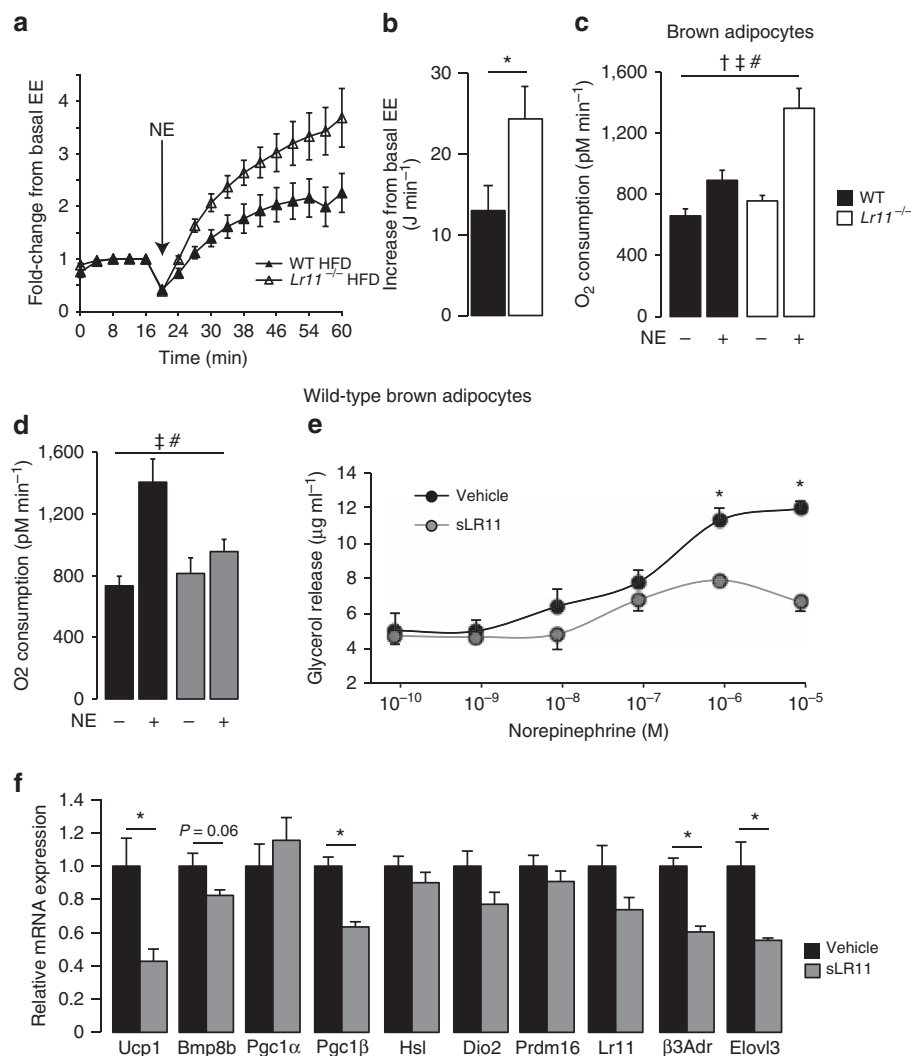 a
Fold-change from basal EE
4
3
2
1
0
NE
WT HFD
Lr11 −/− HFD
0 8 16 24 30 38 46 54 60
Time (min)
b
Increase from basal EE
(J min−1)
30
20
10
0
*
c
Brown adipocytes
O2 consumption (pM min−1)
1,600
1,200
800
400
0
† ‡ #
NE − + − +
WT
Lr11−/−
Wild-type brown adipocytes
d
O2 consumption (pM min−1)
1,600
1,200
800
400
0
‡ #
NE − + − +
e
Glycerol release (µg ml−1)
14
12
10
8
6
4
2
Vehicle
sLR11
* *
10−10 10−9 10−8 10−7 10−6 10−5
Norepinephrine (M)
f
Relative mRNA expression
1.4
1.2
1.0
0.8
0.6
0.4
0.2
0
* P = 0.06 * * *
Vehicle
sLR11
Ucp1 Bmp8b Pgc1α Pgc1β Hsl Dio2 Prdm16 Lr11 β3Adr Elovl3